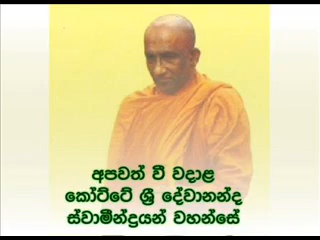 අපවත් වී වදාළ
කෝට්ටේ ශ්‍රී දේවානන්ද
ස්වාමීන්ද්‍රයන් වහන්සේ